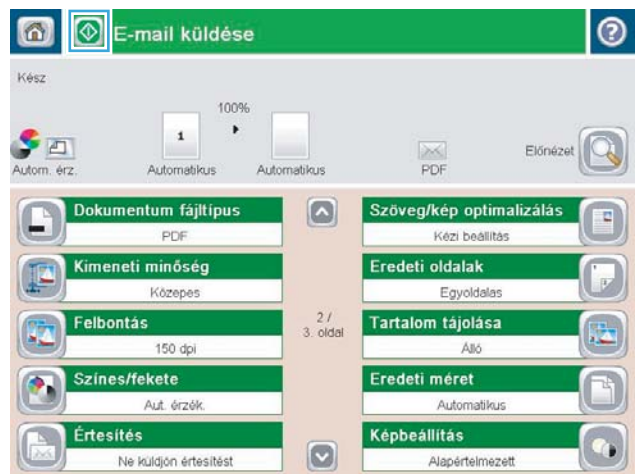 E-mail küldése
?
Kész
100%
1
Autom. érz.
Automatikus
Automatikus
PDF
Előnézet
Dokumentum fájltípus
PDF
Kimeneti minőség
Közepes
Felbontás
150 dpi
Színes/fekete
Aut. érzék.
Értesítés
Ne küldjön értesítést
2 /
3. oldal
Szöveg/kép optimalizálás
Kézi beállítás
Eredeti oldalak
Egyoldalas
Tartalom tájolása
Álló
Eredeti méret
Automatikus
Képbeállítás
Alapértelmezett